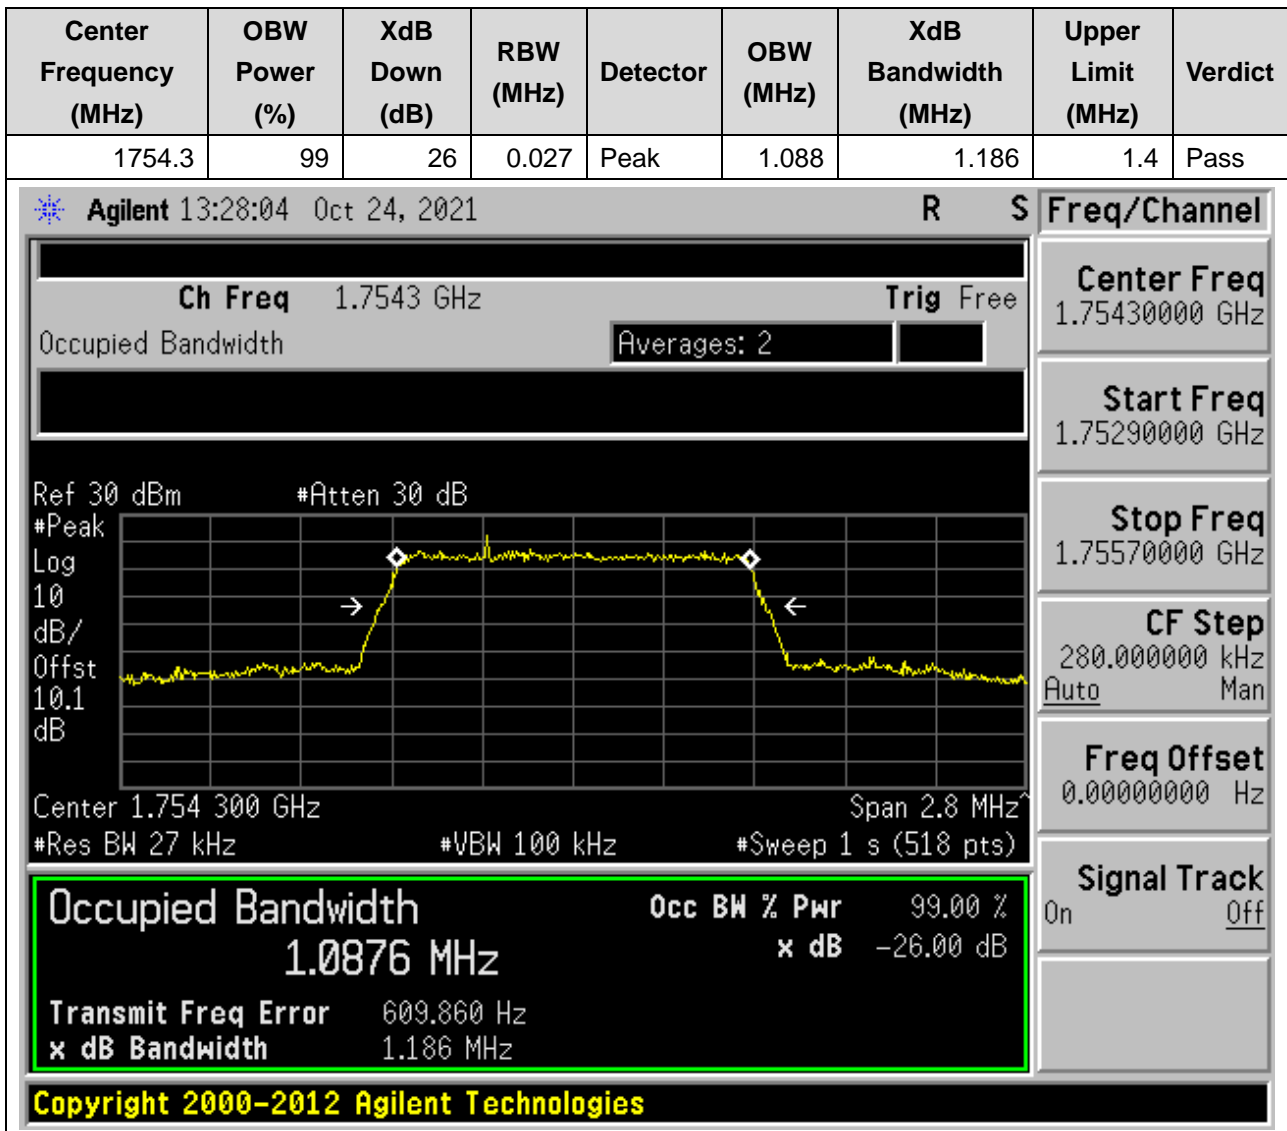 Center Frequency (MHz) OBW Power (%) XdB Down (dB) RBW (MHz) Detector OBW (MHz) XdB Bandwidth (MHz) Upper Limit (MHz) Verdict
1754.3 99 26 0.027 Peak 1.088 1.186 1.4 Pass
Agilent 13:28:04 Oct 24, 2021 R S Freq/Channel
Ch Freq 1.7543 GHz Trig Free
Occupied Bandwidth Averages: 2
Center Freq
1.75430000 GHz
Start Freq
1.75290000 GHz
Stop Freq
1.75570000 GHz
CF Step
280.000000 kHz
Auto Man
Freq Offset
0.00000000 Hz
Signal Track
On Off
Ref 30 dBm #Atten 30 dB
#Peak
Log
10
dB/
Offst
10.1
dB
Center 1.754 300 GHz Span 2.8 MHz^
#Res BW 27 kHz #VBW 100 kHz #Sweep 1 s (518 pts)
Occupied Bandwidth Occ BW % Pwr 99.00 %
1.0876 MHz x dB -26.00 dB
Transmit Freq Error 609.860 Hz
x dB Bandwidth 1.186 MHz
Copyright 2000-2012 Agilent Technologies